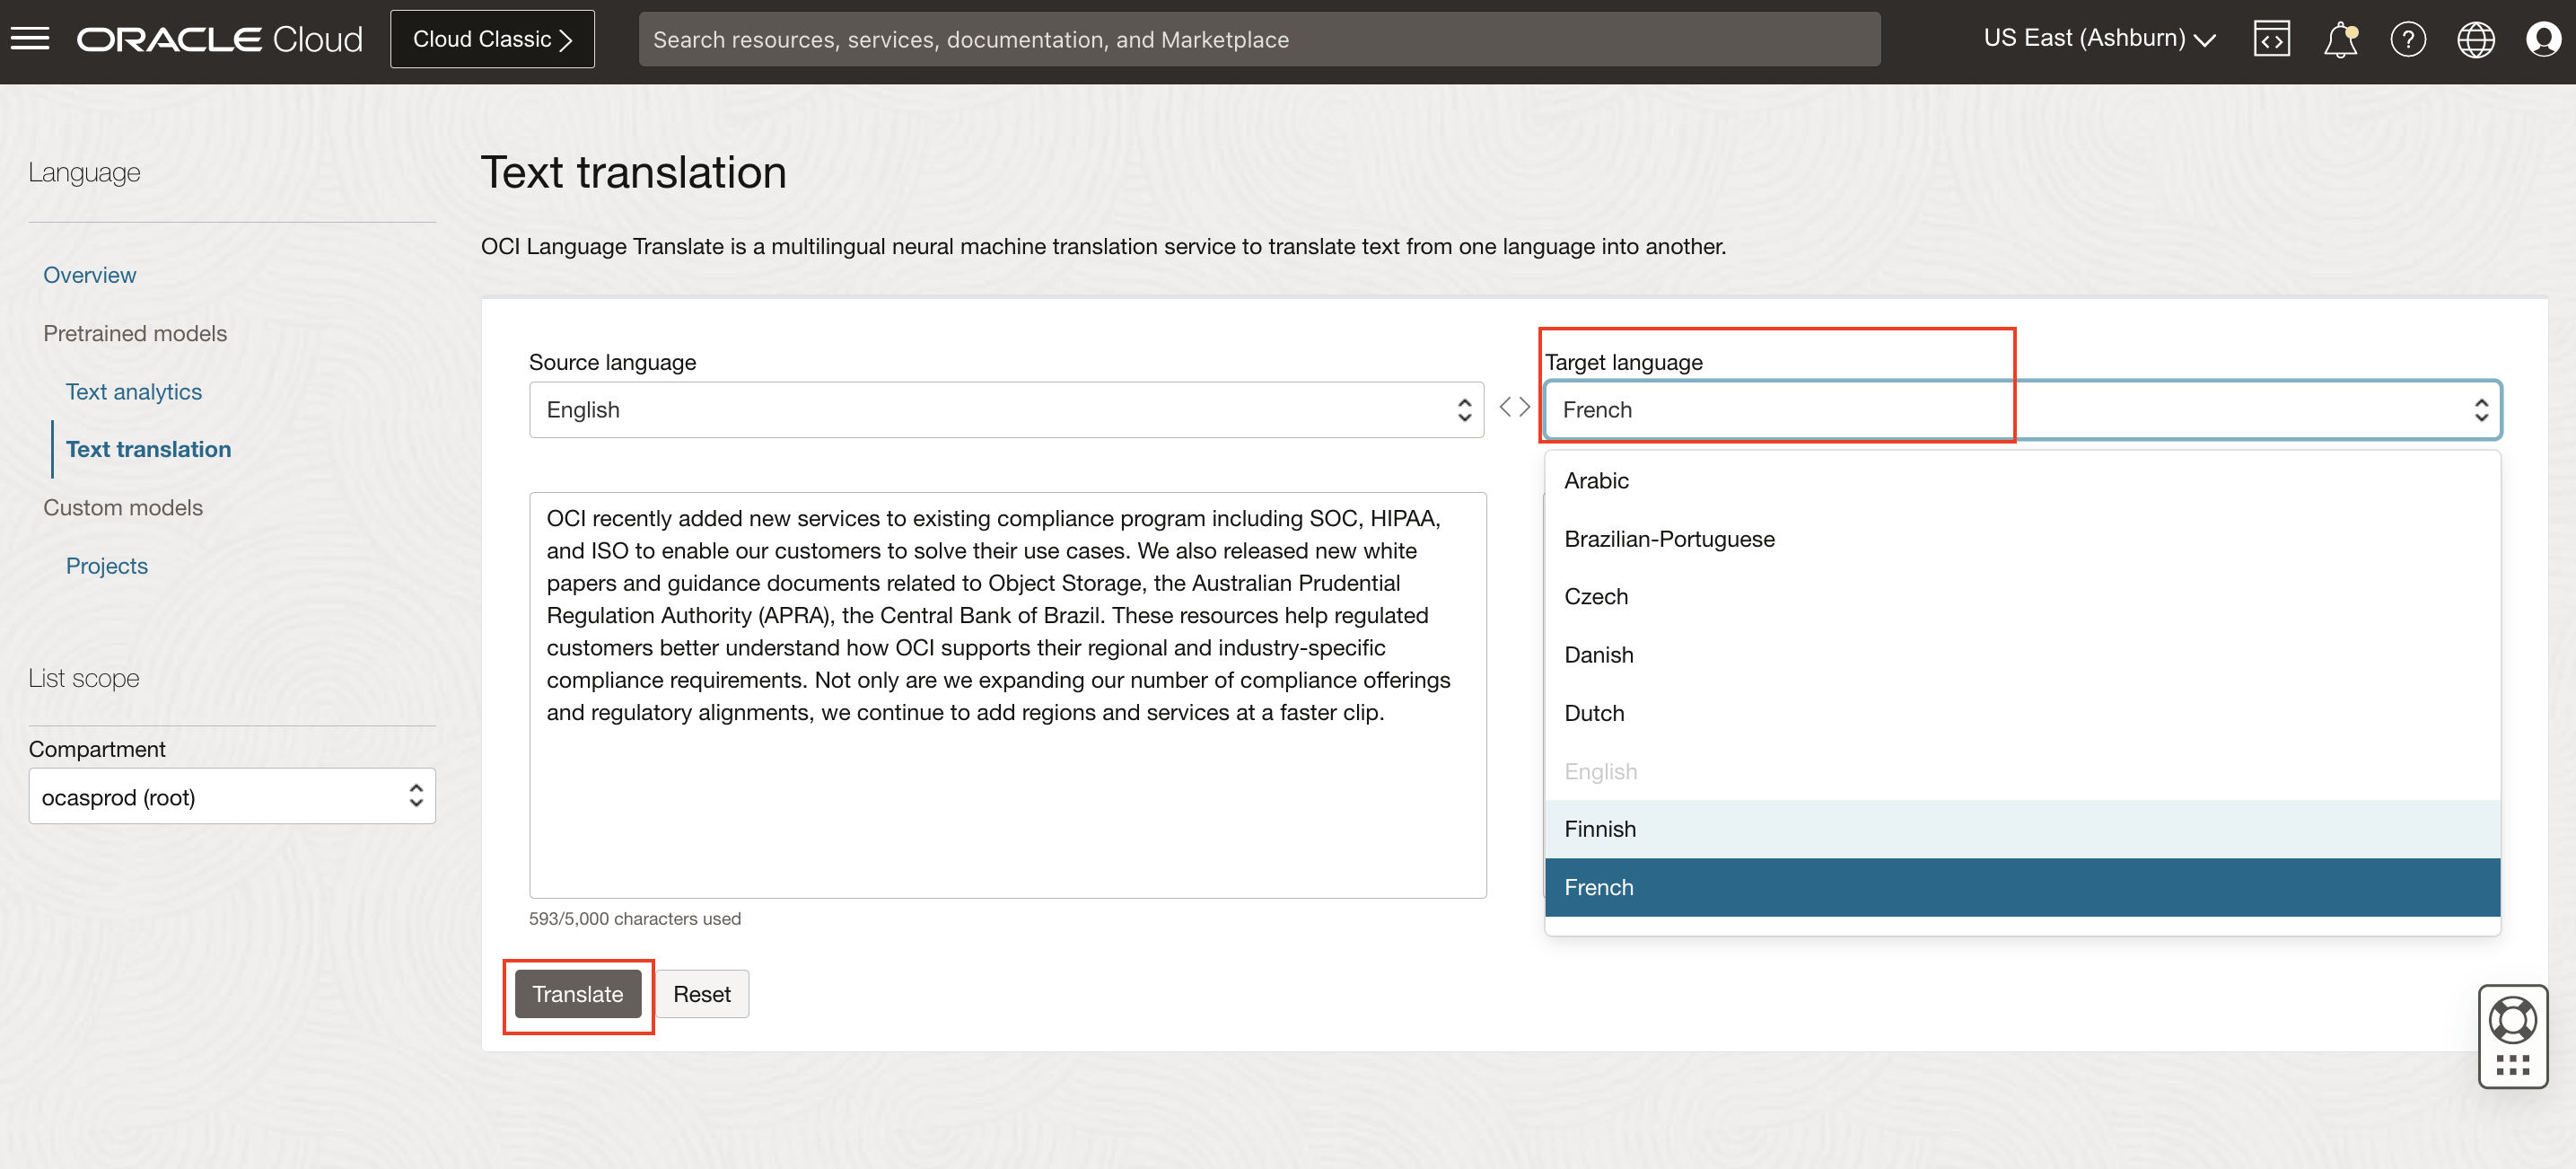 ORACLE Cloud
Cloud Classic
Search resources, services, documentation, and Marketplace
US East (Ashburn)
Language
Overview
Pretrained models
Text analytics
Text translation
Custom models
Projects
List scope
Compartment
ocasprod (root)
Text translation
OCI Language Translate is a multilingual neural machine translation service to translate text from one language into another.
Source language
English
Target language
French
OCI recently added new services to existing compliance program including SOC, HIPAA,
and ISO to enable our customers to solve their use cases. We also released new white
papers and guidance documents related to Object Storage, the Australian Prudential
Regulation Authority (APRA), the Central Bank of Brazil. These resources help regulated
customers better understand how OCI supports their regional and industry-specific
compliance requirements. Not only are we expanding our number of compliance offerings
and regulatory alignments, we continue to add regions and services at a faster clip.
593/5,000 characters used
Arabic
Brazilian-Portuguese
Czech
Danish
Dutch
English
Finnish
French
Translate
Reset